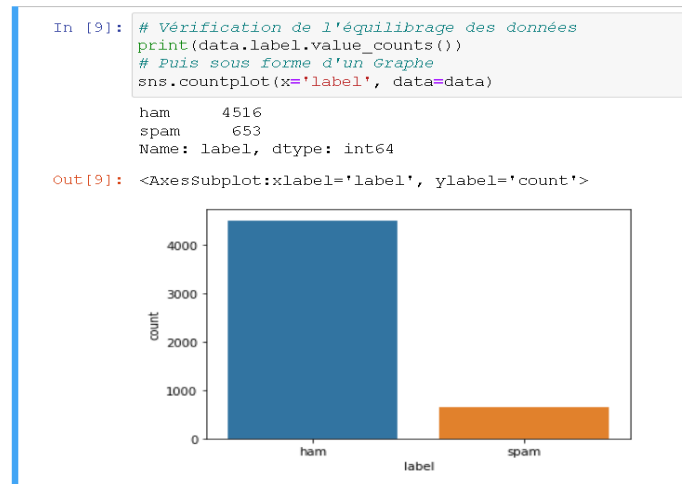 In [9]: # Vérification de l'équilibrage des données
print(data.label.value_counts())
# Puis sous forme d'un Graphe
sns.countplot(x='label', data=data)
ham 4516
spam 653
Name: label, dtype: int64
Out[9]: <AxesSubplot:xlabel='label', ylabel='count'>
4000
3000
2000
1000
0
count
ham spam
label